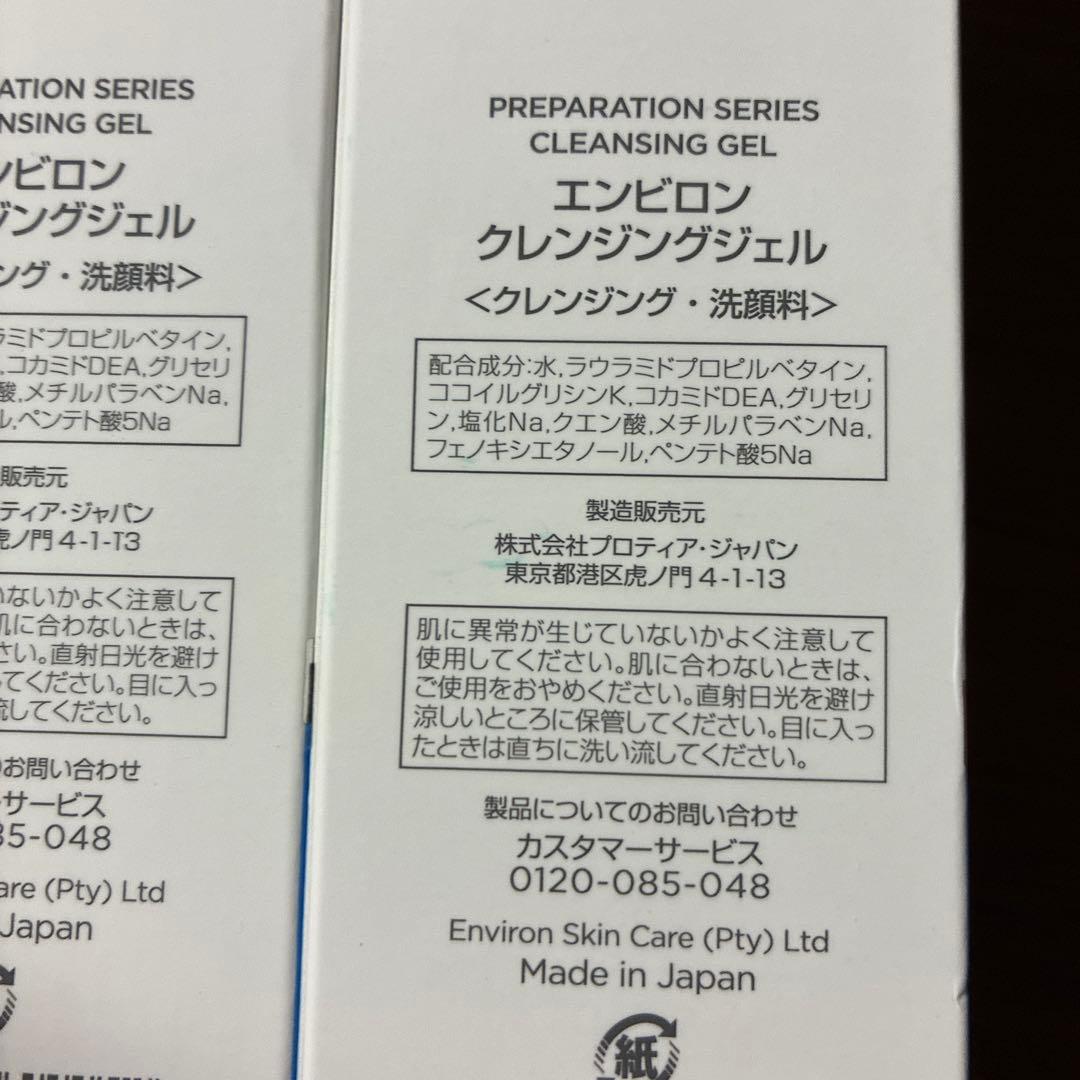 ATION SERIES
NSING GEL
ンビロン
ジングジェル
ング・洗顔料>
ラミドプロピルベタイン,
,コカミドDEA,グリセリ
酸,メチルパラベンNa,
ル,ペンテト酸5Na
販売元
ティア・ジャパン
虎ノ門 4-1-13
いないかよく注意して
肌に合わないときは、
さい。直射日光を避け
してください。目に入っ
流してください。
のお問い合わせ
ーサービス
85-048
are (Pty) Ltd
Japan
PREPARATION SERIES
CLEANSING GEL
エンビロン
クレンジングジェル
<クレンジング・洗顔料>
配合成分:水,ラウラミドプロピルベタイン,
ココイルグリシンK,コカミドDEA,グリセリ
ン,塩化Na,クエン酸,メチルパラベンNa,
フェノキシエタノール,ペンテト酸5Na
製造販売元
株式会社プロティア・ジャパン
東京都港区虎ノ門 4-1-13
肌に異常が生じていないかよく注意して
使用してください。肌に合わないときは、
ご使用をおやめください。直射日光を避け
涼しいところに保管してください。目に入っ
たときは直ちに洗い流してください。
製品についてのお問い合わせ
カスタマーサービス
0120-085-048
Environ Skin Care (Pty) Ltd
Made in Japan
紙